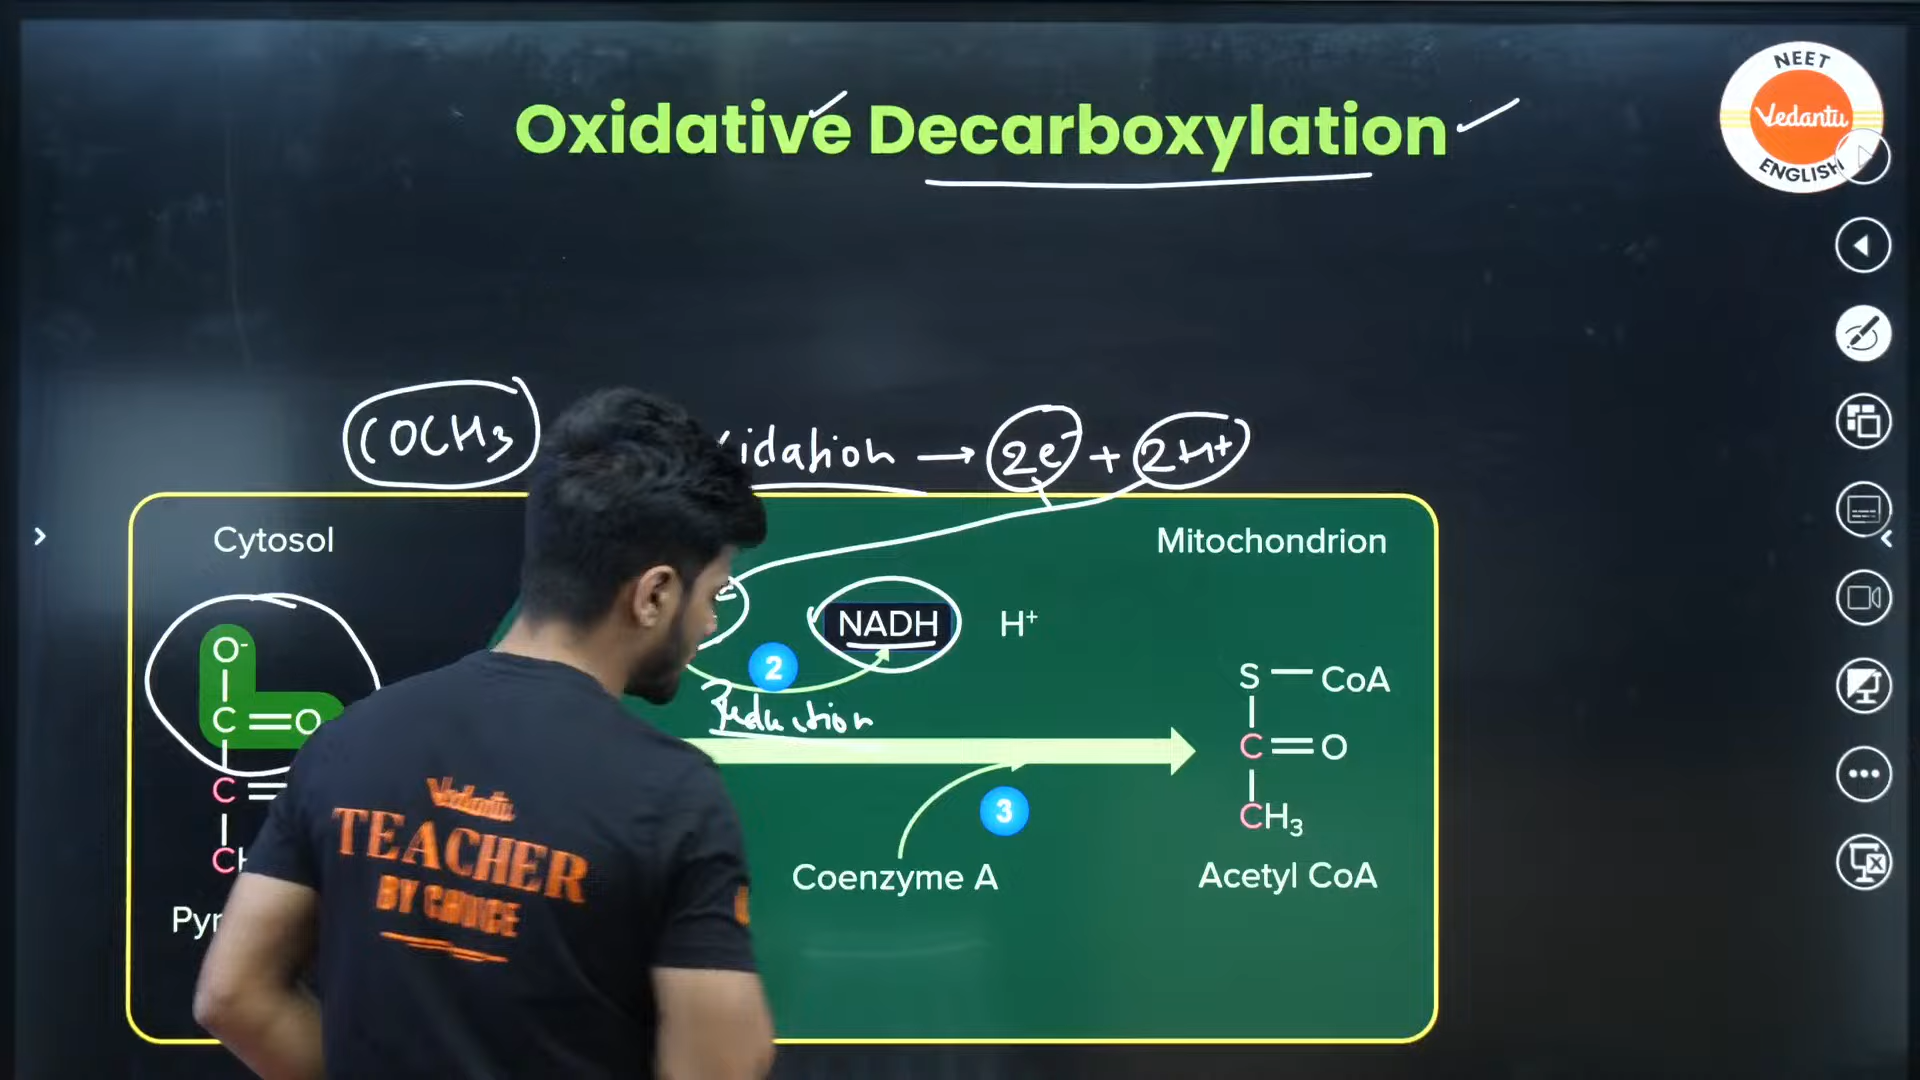 NEET
Vedantu
ENGLISH
Oxidative Decarboxylation
COCH3
idation → 2e⁻ + 2H+
Cytosol
Mitochondrion
NADH H⁺
O⁻
C=O
C=
2
Reduction
S — CoA
C=O
CH₃
3
Coenzyme A
Acetyl CoA
Vedantu
TEACHER
BY CHOICE